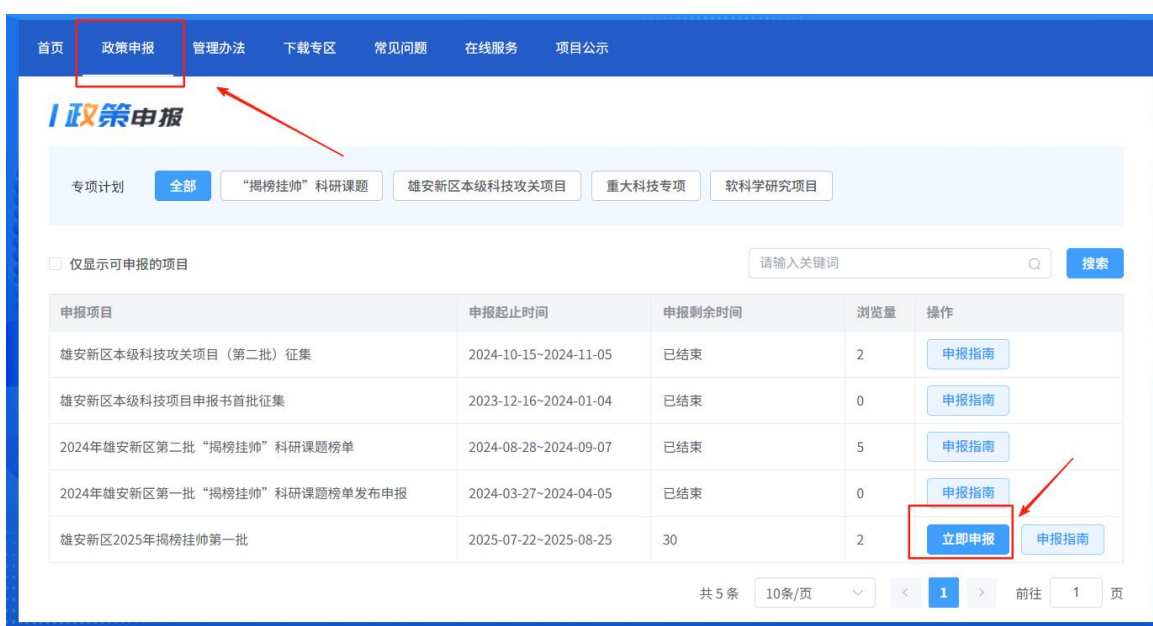 首页 政策申报 管理办法 下载专区 常见问题 在线服务 项目公示
政策申报
专项计划 全部 “揭榜挂帅”科研课题 雄安新区本级科技攻关项目 重大科技专项 软科学研究项目
仅显示可申报的项目 请输入关键词 搜索
申报项目 申报起止时间 申报剩余时间 浏览量 操作
雄安新区本级科技攻关项目（第二批）征集 2024-10-15~2024-11-05 已结束 2 申报指南
雄安新区本级科技项目申报书首批征集 2023-12-16~2024-01-04 已结束 0 申报指南
2024年雄安新区第二批“揭榜挂帅”科研课题榜单 2024-08-28~2024-09-07 已结束 5 申报指南
2024年雄安新区第一批“揭榜挂帅”科研课题榜单发布申报 2024-03-27~2024-04-05 已结束 0 申报指南
雄安新区2025年揭榜挂帅第一批 2025-07-22~2025-08-25 30 2 立即申报 申报指南
共 5 条 10条/页 < 1 > 前往 1 页